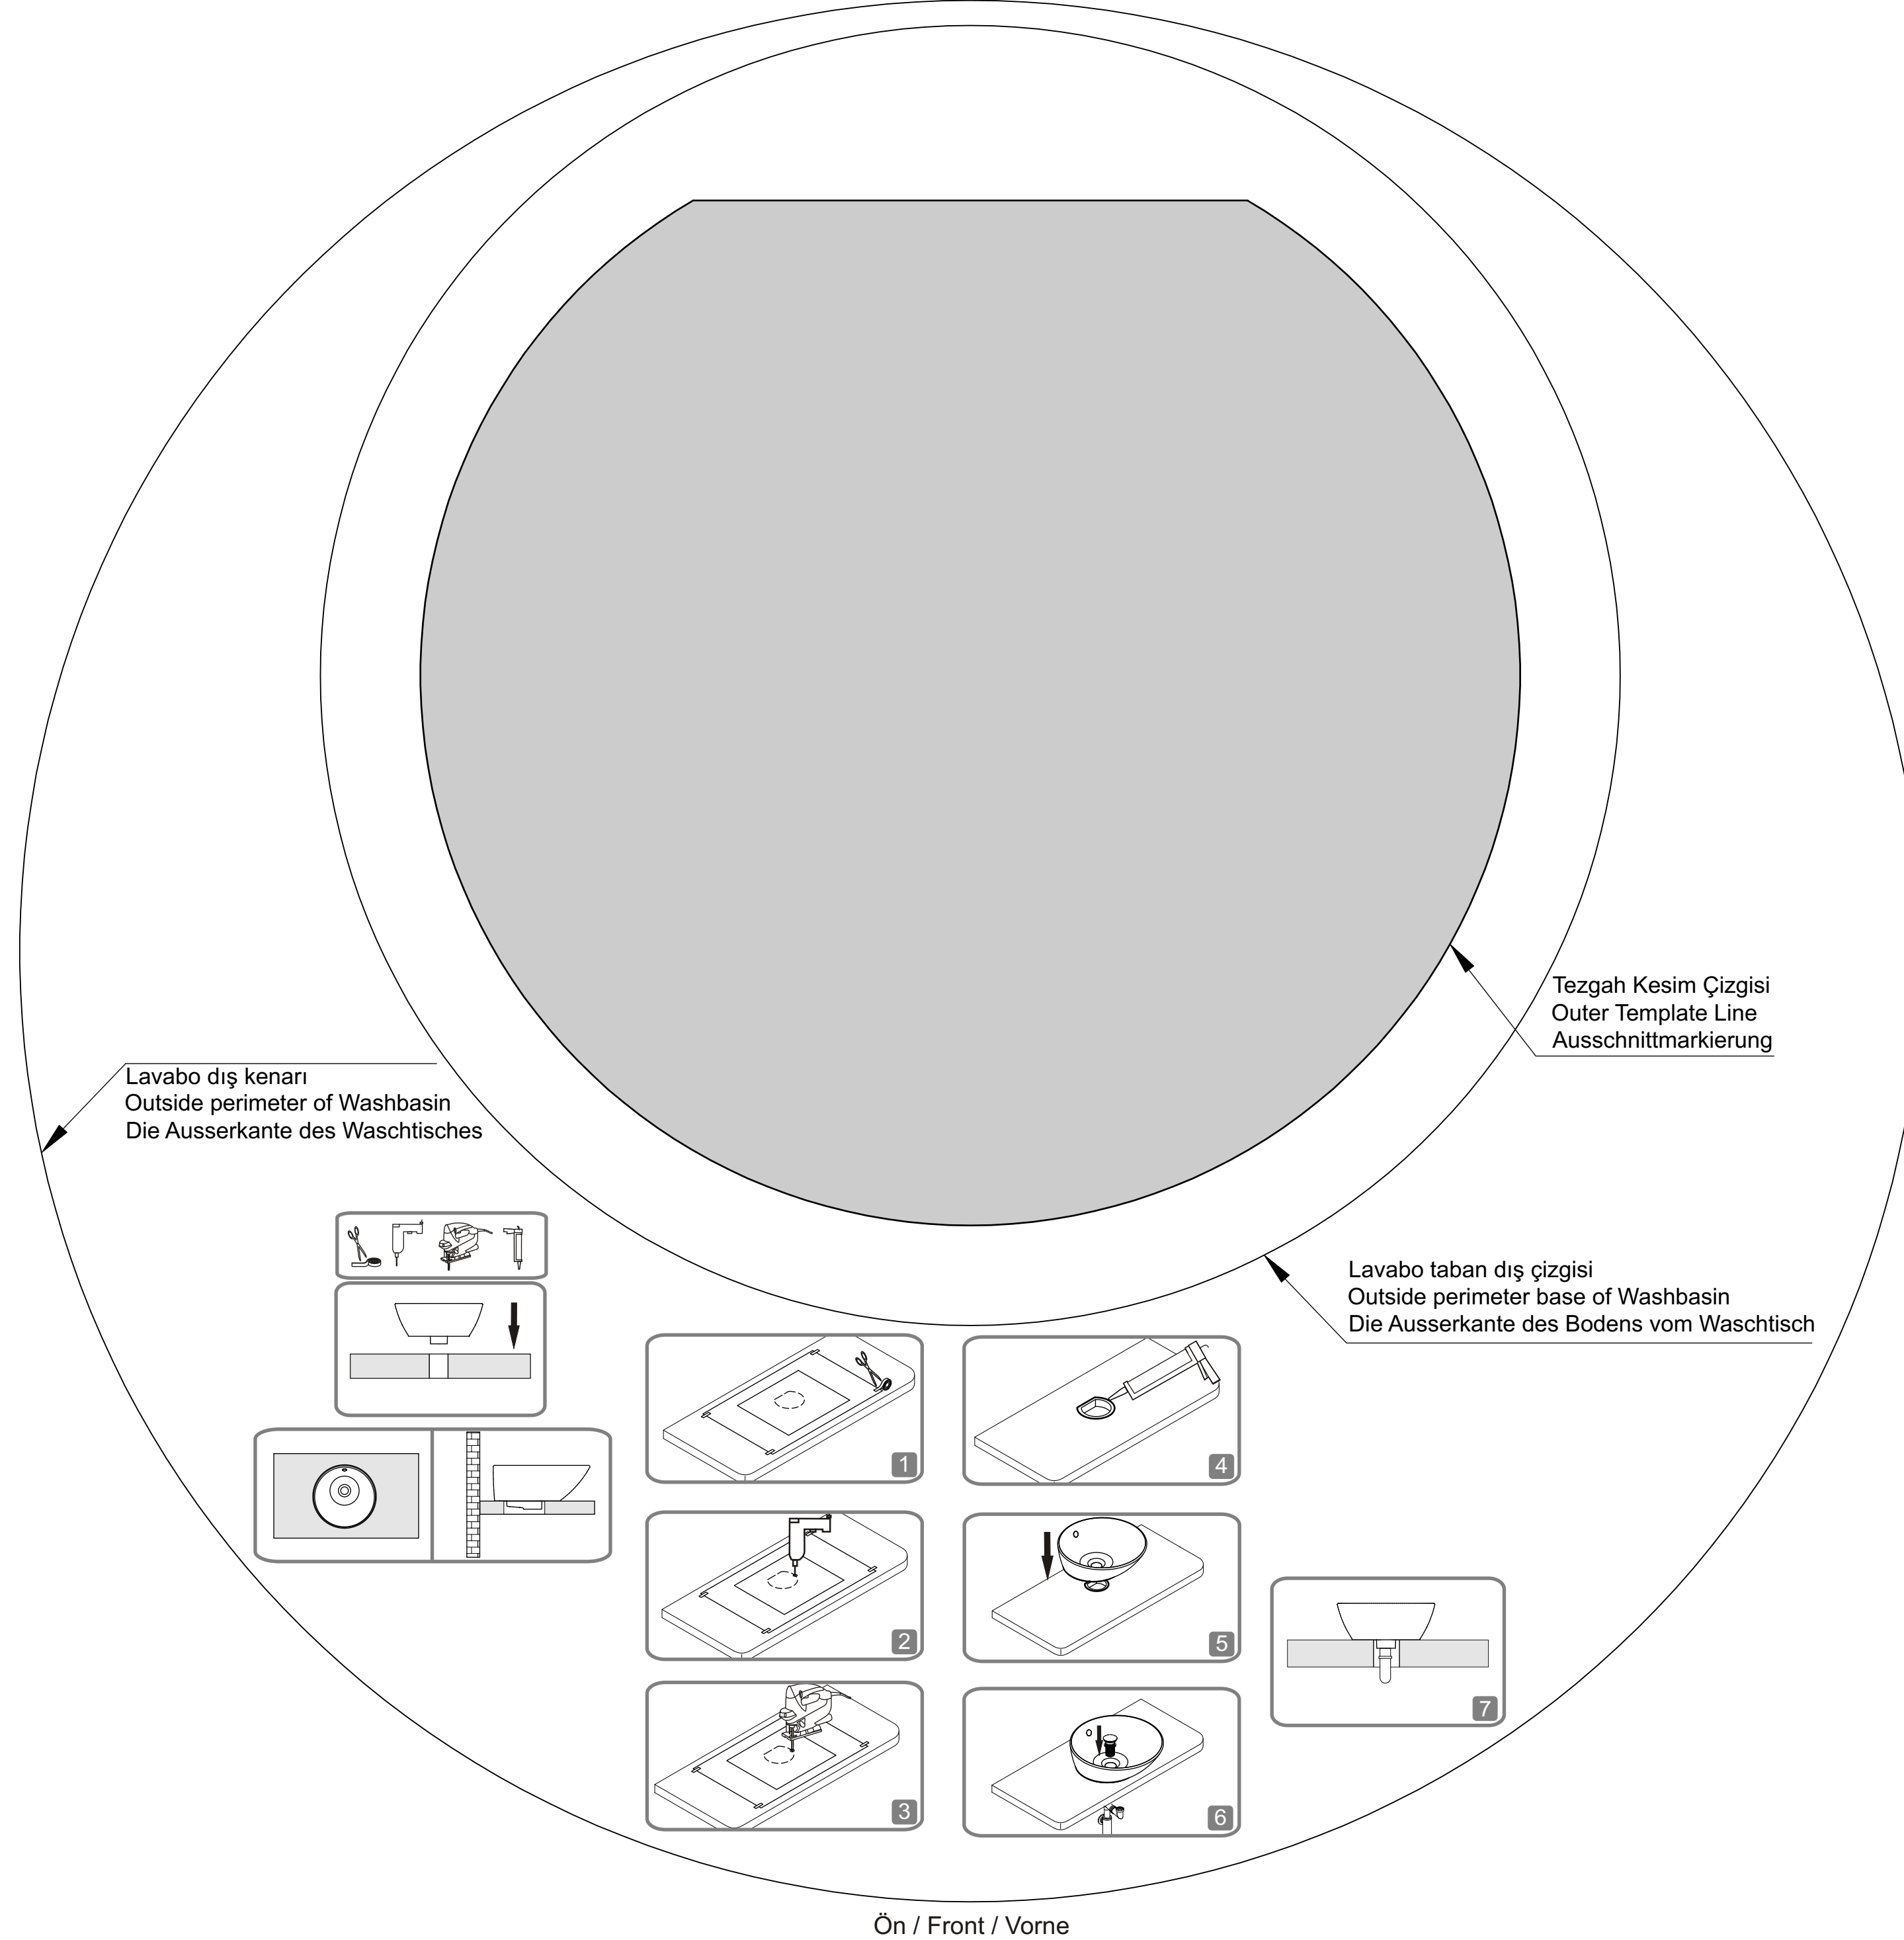 Tezgah Kesim Çizgisi
Outer Template Line
Ausschnittmarkierung
Lavabo dış kenarı
Outside perimeter of Washbasin
Die Ausserkante des Waschtisches
Lavabo taban dış çizgisi
Outside perimeter base of Washbasin
Die Ausserkante des Bodens vom Waschtisch
1
2
3
4
5
6
7
Ön / Front / Vorne